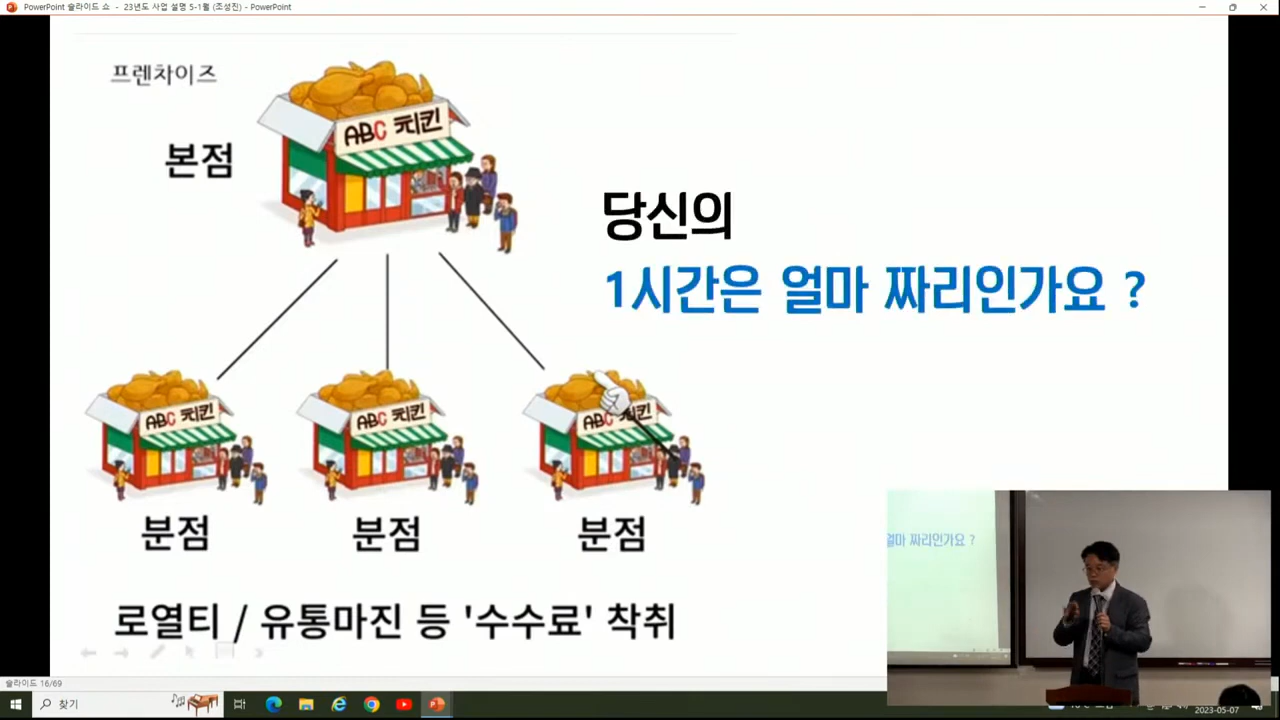 PowerPoint 슬라이드 쇼 - 23년도 사업 설명 5-1월 (조성진) - PowerPoint
프렌차이즈
ABC 치킨
본점
당신의
1시간은 얼마 짜리인가요 ?
ABC 치킨
ABC 치킨
ABC 치킨
분점
분점
분점
로열티 / 유통마진 등 '수수료' 착취
얼마 짜리인가요 ?
슬라이드 16/69
찾기
2023-05-07